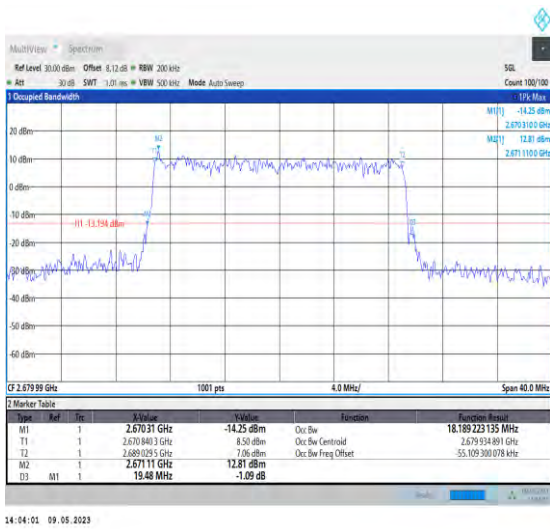 MultiView Spectrum
Ref Level 30.00 dBm Offset 8.12 dB RBW 200 kHz SGL
Att 30 dB SWT 1.01 ms VBW 500 kHz Mode Auto Sweep Count 100/100
1 Occupied Bandwidth 1Pk Max
M1[1] -14.25 dBm
2.670 310 0 GHz
M2[1] 12.81 dBm
2.671 110 0 GHz
M2
20 dBm
T1
T2
10 dBm
0 dBm
-10 dBm
H1 -13.194 dBm
-20 dBm
-30 dBm
-40 dBm
-50 dBm
-60 dBm
CF 2.679 99 GHz 1001 pts 4.0 MHz/ Span 40.0 MHz
2 Marker Table
Type Ref Trc X-Value Y-Value Function Function Result
M1 1 2.670 31 GHz -14.25 dBm Occ Bw 18.189 223 135 MHz
T1 1 2.670 840 3 GHz 8.50 dBm Occ Bw Centroid 2.679 934 891 GHz
T2 1 2.689 029 5 GHz 7.06 dBm Occ Bw Freq Offset -55.109 300 078 kHz
M2 1 2.671 11 GHz 12.81 dBm
D3 M1 1 19.48 MHz -1.09 dB
14:04:01 09.05.2023